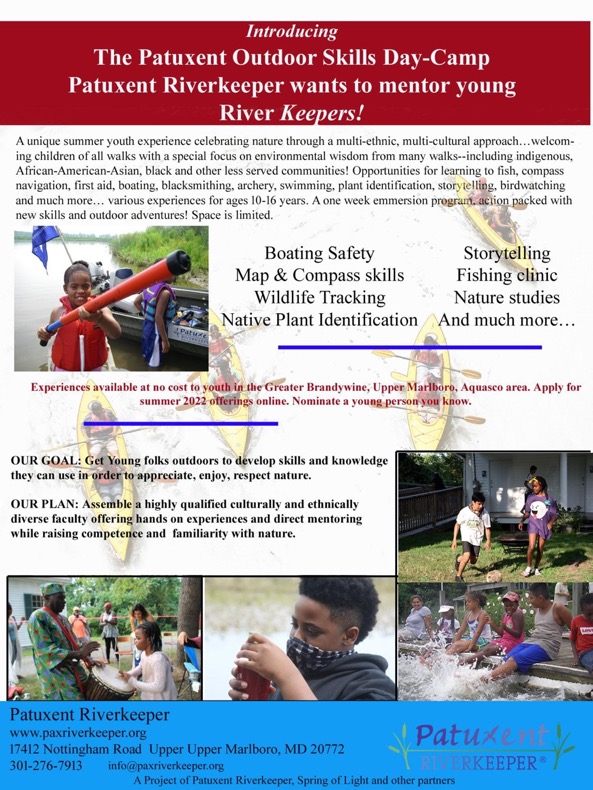 Introducing
The Patuxent Outdoor Skills Day-Camp
Patuxent Riverkeeper wants to mentor young
River Keepers!
A unique summer youth experience celebrating nature through a multi-ethnic, multi-cultural approach…welcom-
ing children of all walks with a special focus on environmental wisdom from many walks--including indigenous,
African-American-Asian, black and other less served communities! Opportunities for learning to fish, compass
navigation, first aid, boating, blacksmithing, archery, swimming, plant identification, storytelling, birdwatching
and much more… various experiences for ages 10-16 years. A one week emmersion program, action packed with
new skills and outdoor adventures! Space is limited.
Boating Safety
Map & Compass skills
Wildlife Tracking
Native Plant Identification
Storytelling
Fishing clinic
Nature studies
And much more…
Experiences available at no cost to youth in the Greater Brandywine, Upper Marlboro, Aquasco area. Apply for
summer 2022 offerings online. Nominate a young person you know.
OUR GOAL: Get Young folks outdoors to develop skills and knowledge
they can use in order to appreciate, enjoy, respect nature.
OUR PLAN: Assemble a highly qualified culturally and ethnically
diverse faculty offering hands on experiences and direct mentoring
while raising competence and familiarity with nature.
Patuxent Riverkeeper
www.paxriverkeeper.org
17412 Nottingham Road Upper Upper Marlboro, MD 20772
301-276-7913 info@paxriverkeeper.org
A Project of Patuxent Riverkeeper, Spring of Light and other partners
Patuxent
RIVERKEEPER®